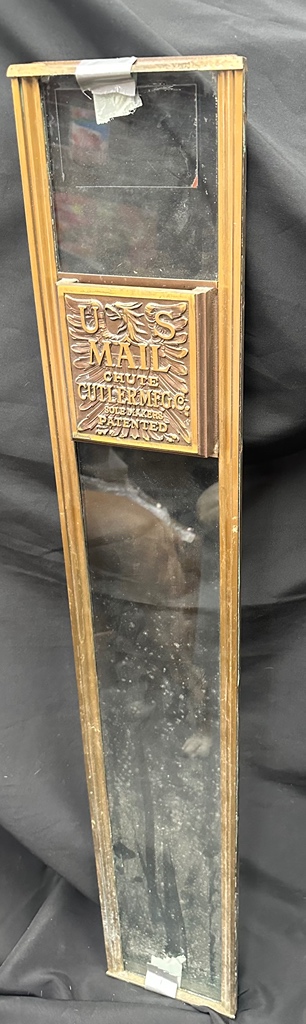 U S
MAIL
CHUTE
CUTLER MFG. Co.
SOLE MAKERS
PATENTED